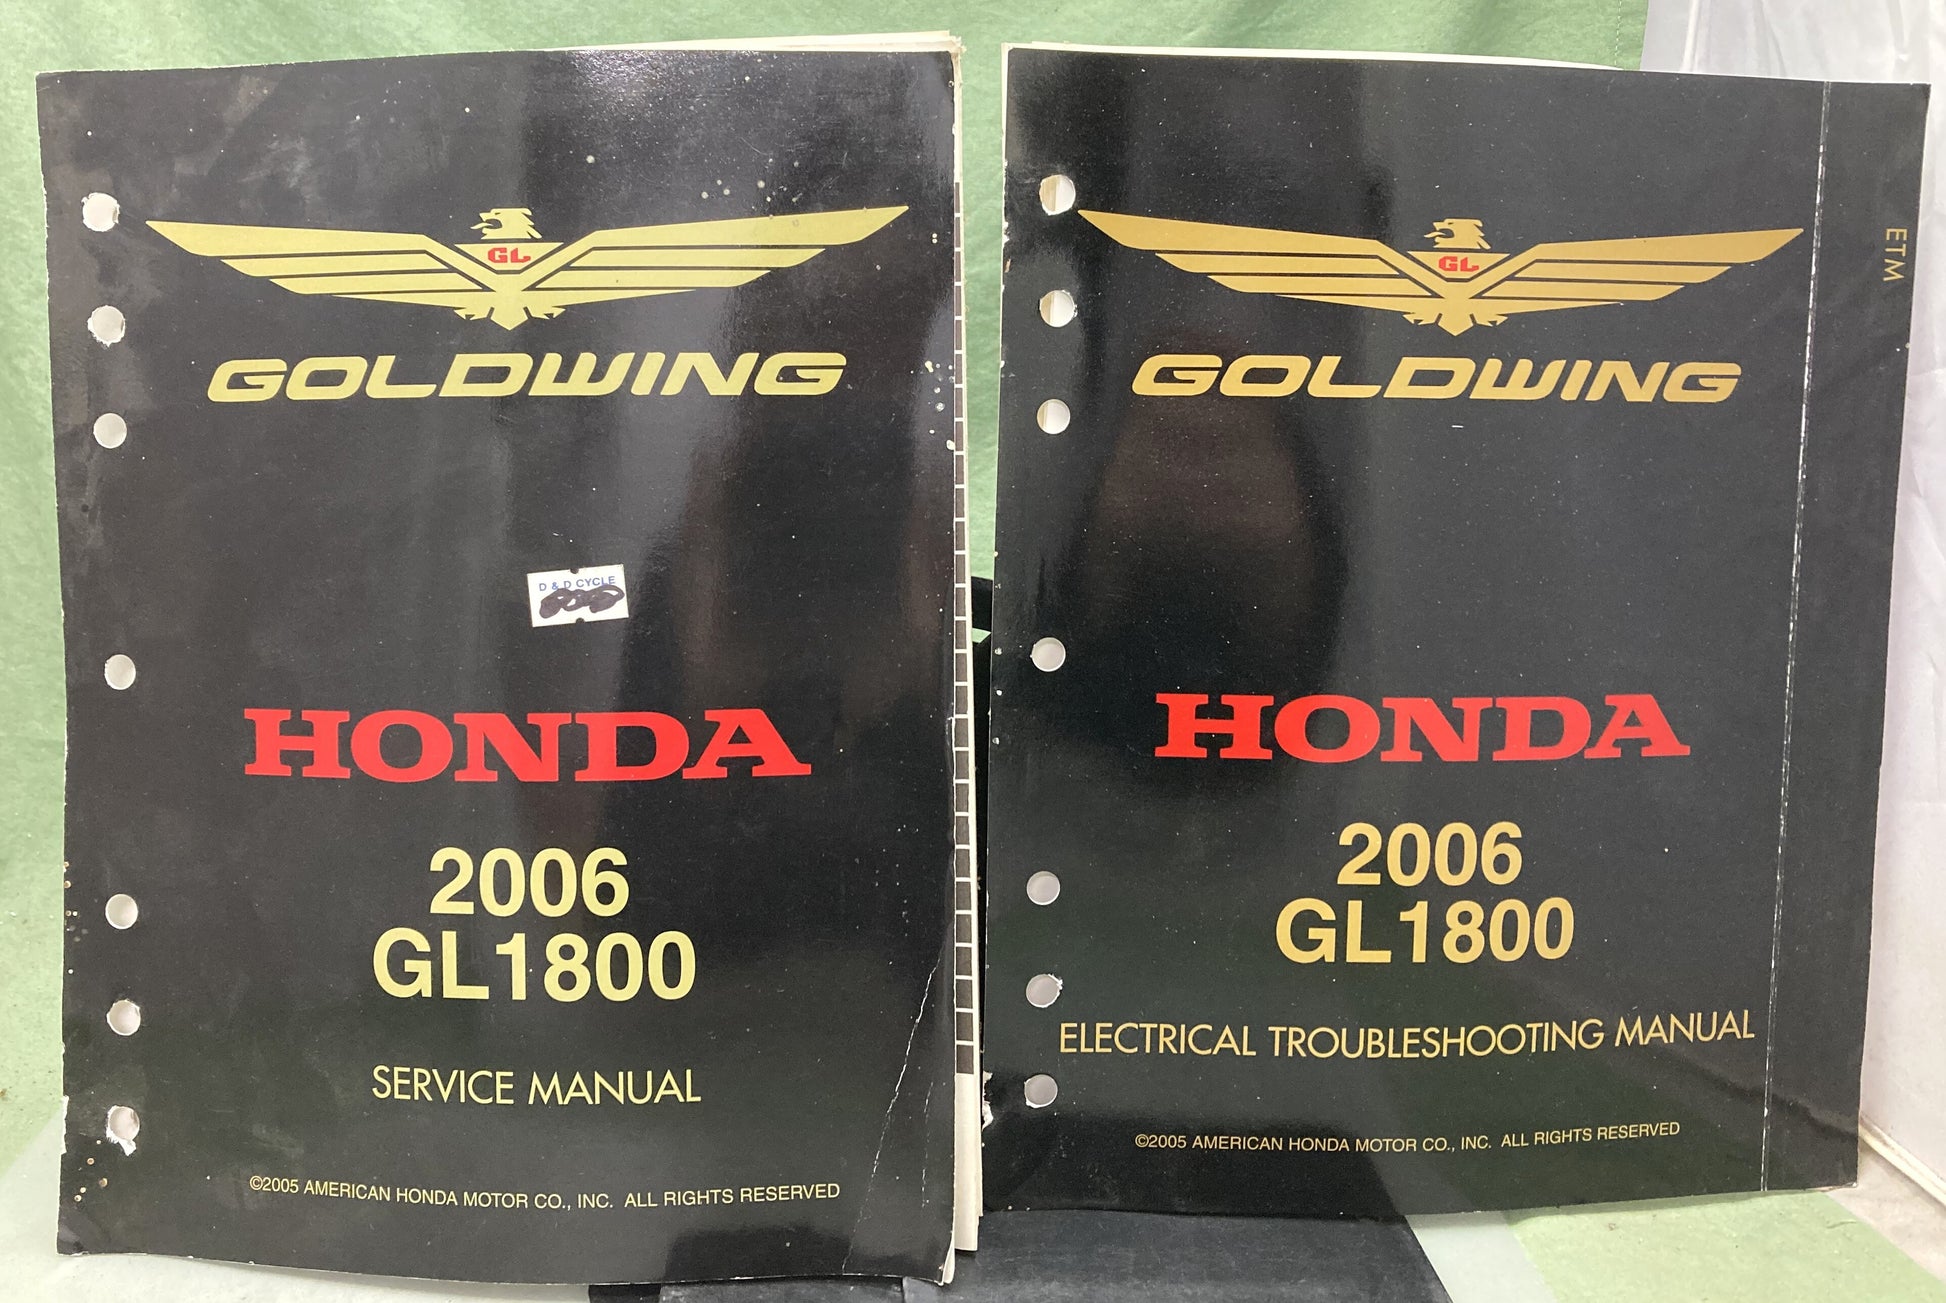 GL
GOLDWING
D & D CYCLE
HONDA
2006
GL1800
SERVICE MANUAL
©2005 AMERICAN HONDA MOTOR CO., INC. ALL RIGHTS RESERVED
GL
GOLDWING
HONDA
2006
GL1800
ELECTRICAL TROUBLESHOOTING MANUAL
©2005 AMERICAN HONDA MOTOR CO., INC. ALL RIGHTS RESERVED
ETM